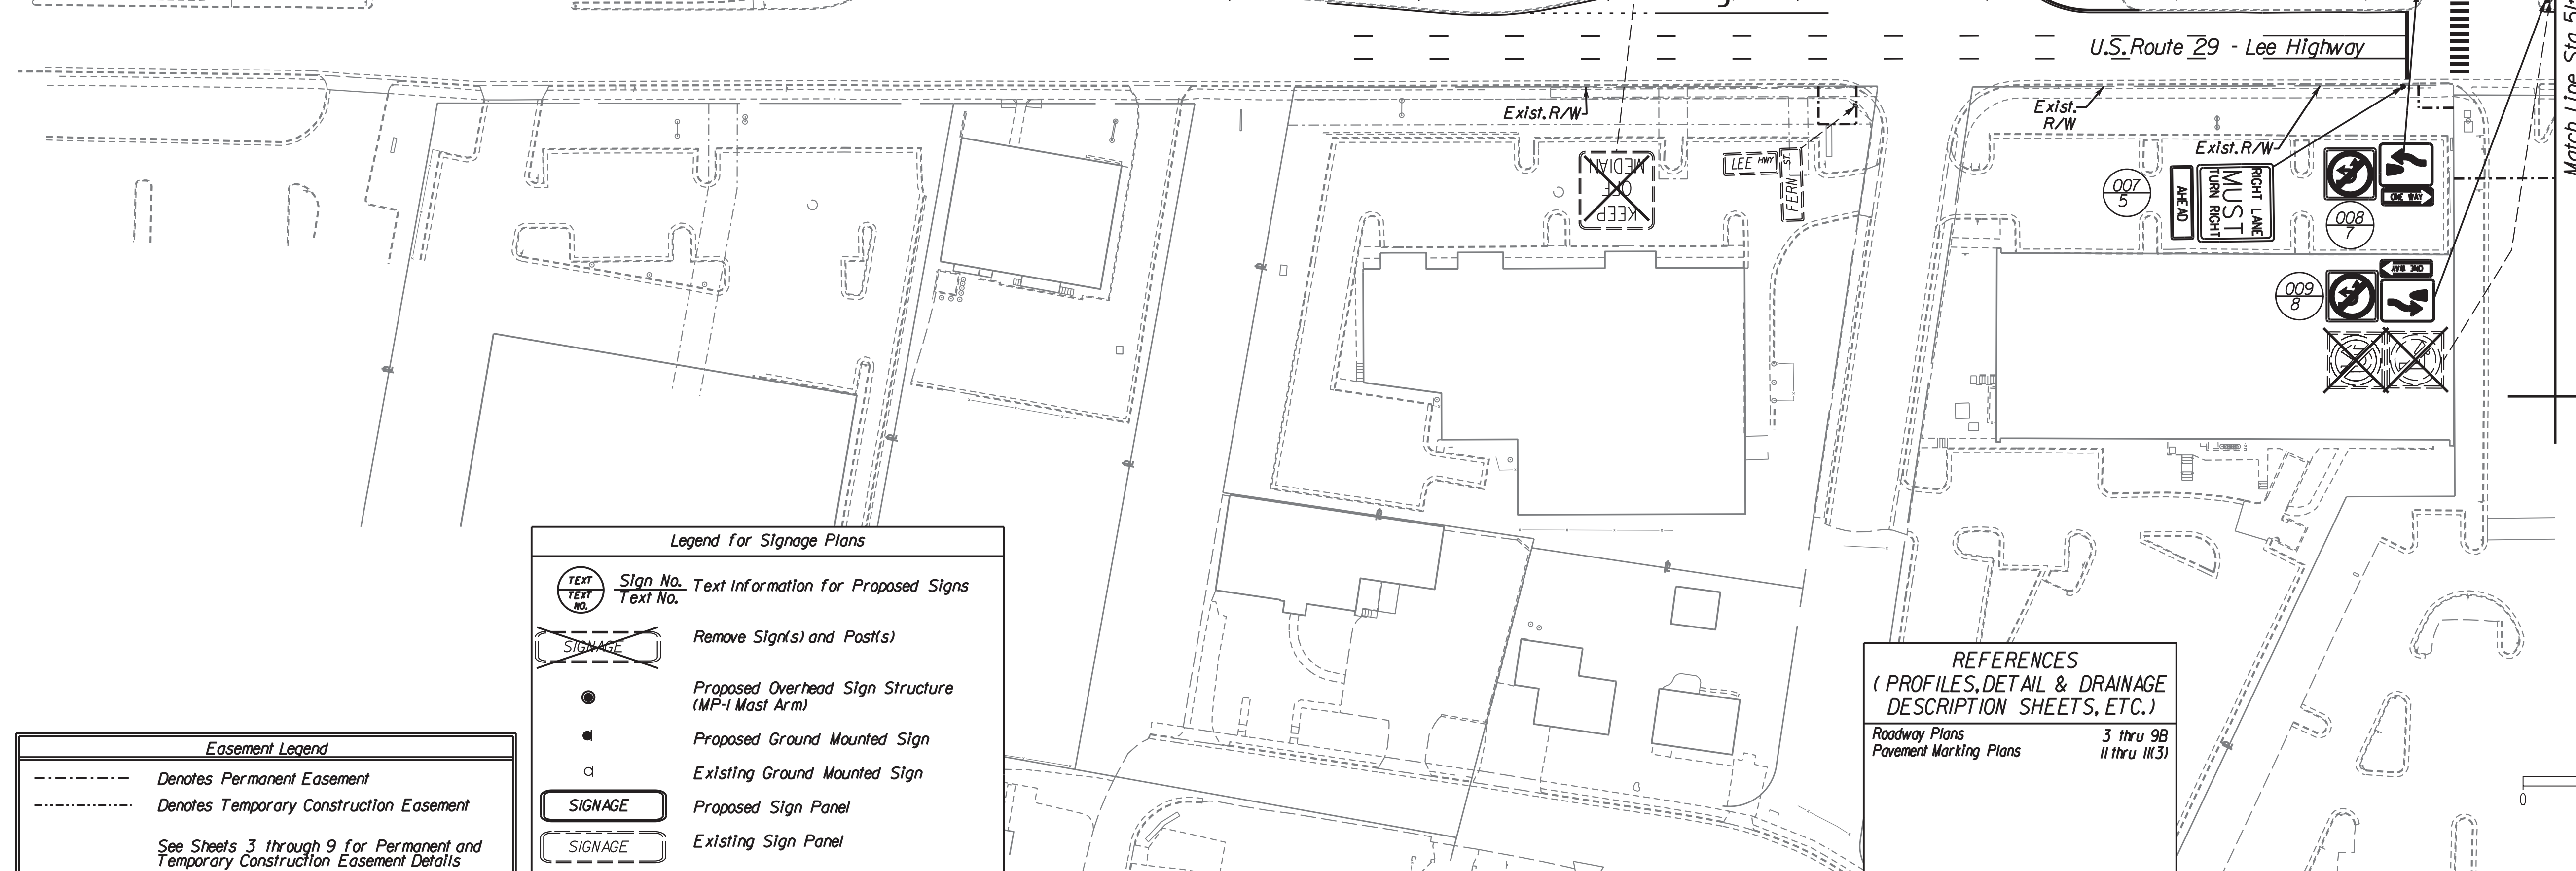 U.S. Route 29 - Lee Highway
Match Line Sta. 51+
Exist. R/W
Exist.
R/W
Exist. R/W
KEEP
OFF
MEDIAN
LEE HWY
FERN ST.
007
5
AHEAD
RIGHT LANE
MUST
TURN RIGHT
ONE WAY
008
7
ONE WAY
009
8
Legend for Signage Plans
TEXT
TEXT
NO.
Sign No.
Text No.
Text Information for Proposed Signs
SIGNAGE
Remove Sign(s) and Post(s)
Proposed Overhead Sign Structure
(MP-1 Mast Arm)
Proposed Ground Mounted Sign
Existing Ground Mounted Sign
SIGNAGE
Proposed Sign Panel
SIGNAGE
Existing Sign Panel
Easement Legend
Denotes Permanent Easement
Denotes Temporary Construction Easement
See Sheets 3 through 9 for Permanent and
Temporary Construction Easement Details
REFERENCES
( PROFILES, DETAIL & DRAINAGE
DESCRIPTION SHEETS, ETC.)
Roadway Plans 3 thru 9B
Pavement Marking Plans 11 thru 11(3)
0